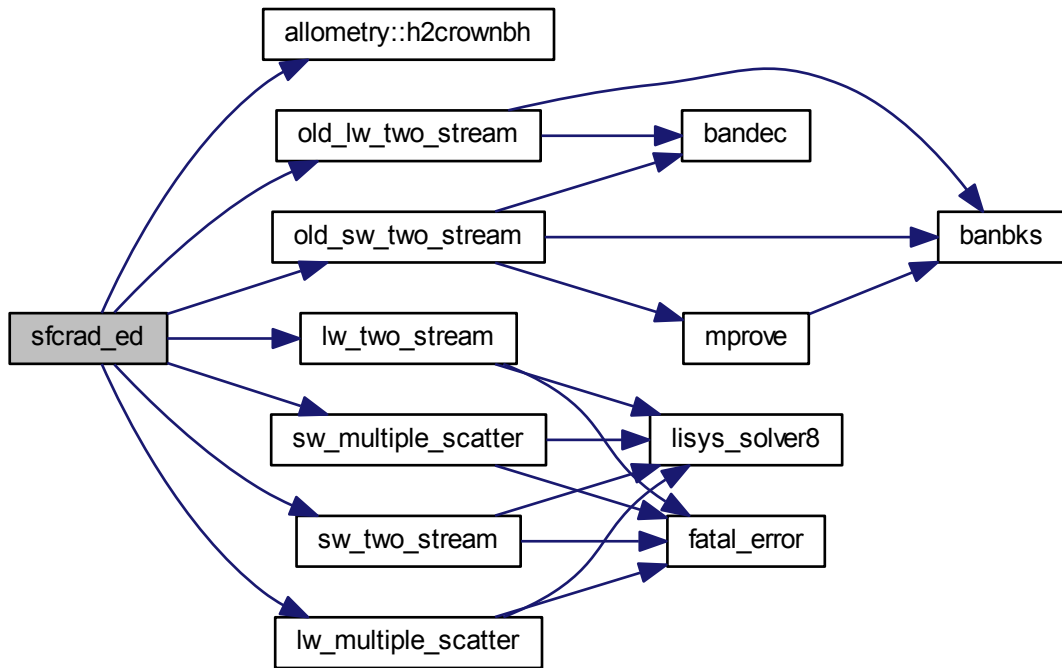 allometry::h2crownbh
old_lw_two_stream
bandec
old_sw_two_stream
banbks
sfcrad_ed
lw_two_stream
mprove
sw_multiple_scatter
lisys_solver8
sw_two_stream
fatal_error
lw_multiple_scatter